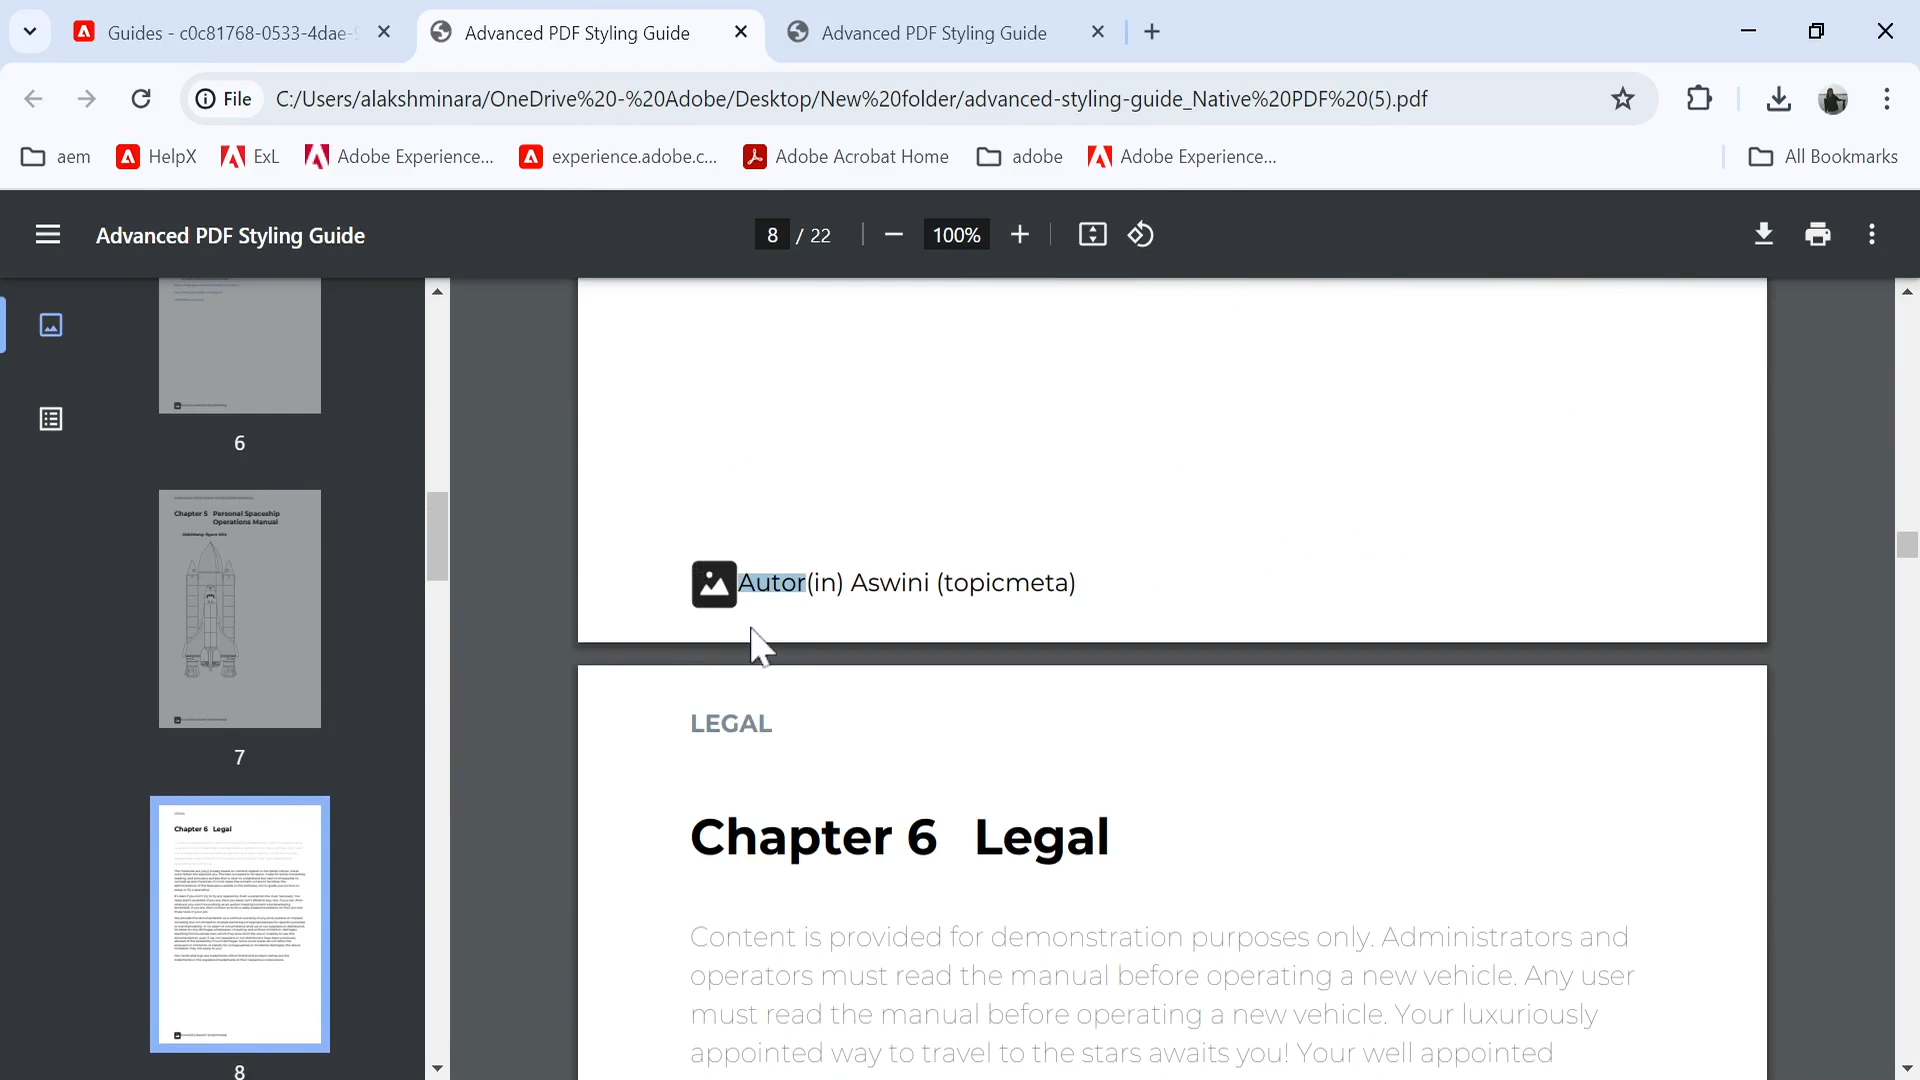 Guides - c0c81768-0533-4dae-
Advanced PDF Styling Guide
Advanced PDF Styling Guide
File
C:/Users/alakshminara/OneDrive%20-%20Adobe/Desktop/New%20folder/advanced-styling-guide_Native%20PDF%20(5).pdf
aem
HelpX
ExL
Adobe Experience...
experience.adobe.c...
Adobe Acrobat Home
adobe
Adobe Experience...
All Bookmarks
Advanced PDF Styling Guide
8 / 22
100%
6
Chapter 5 Personal Spaceship
Operations Manual
7
Chapter 6 Legal
8
Autor(in) Aswini (topicmeta)
LEGAL
Chapter 6 Legal
Content is provided for demonstration purposes only. Administrators and
operators must read the manual before operating a new vehicle. Any user
must read the manual before operating a new vehicle. Your luxuriously
appointed way to travel to the stars awaits you! Your well appointed